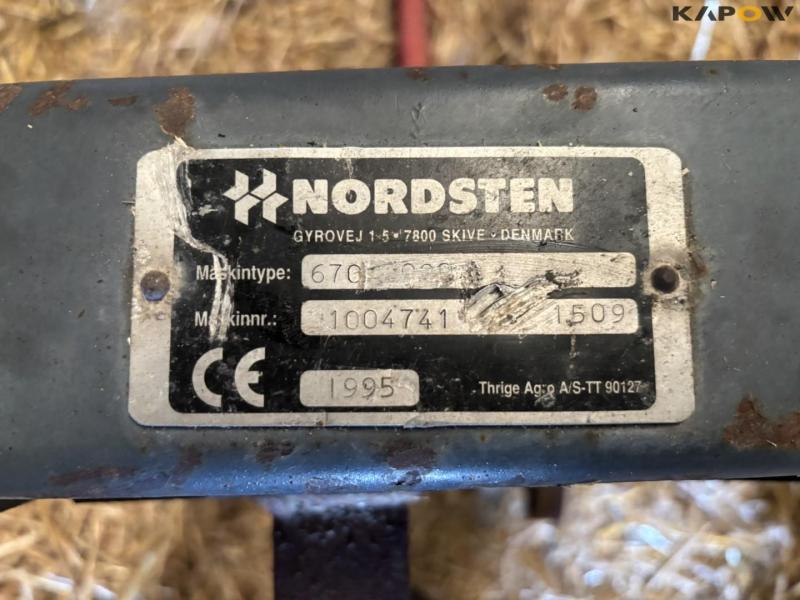 KAPOW
NORDSTEN
GYROVEJ 1-5 • 7800 SKIVE - DENMARK
Maskintype:
Maskinnr.: 1004741 1509
CE 1995 Thrige Agro A/S-TT 90127